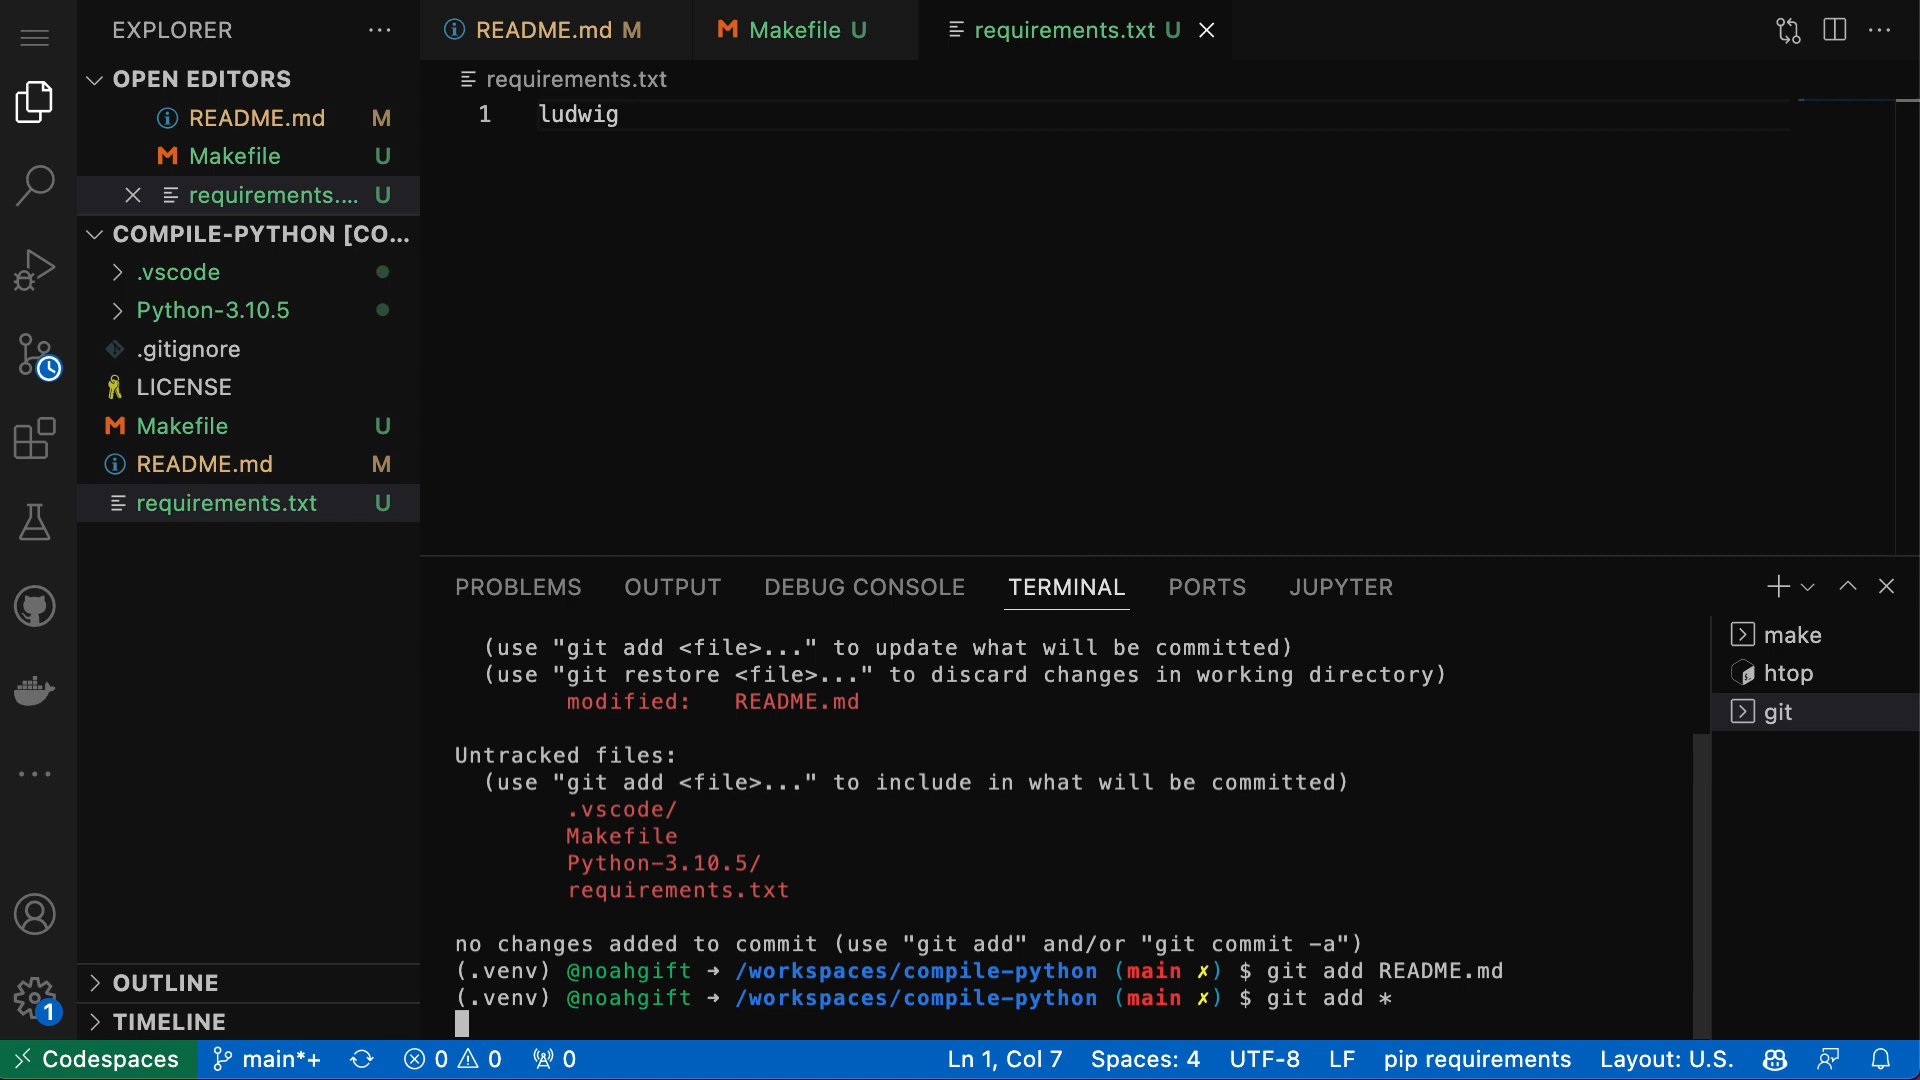 EXPLORER
OPEN EDITORS
README.md M
Makefile U
requirements.... U
COMPILE-PYTHON [CO...
.vscode
Python-3.10.5
.gitignore
LICENSE
Makefile U
README.md M
requirements.txt U
OUTLINE
TIMELINE
1
README.md M Makefile U requirements.txt U
requirements.txt
1 ludwig
PROBLEMS OUTPUT DEBUG CONSOLE TERMINAL PORTS JUPYTER
(use "git add <file>..." to update what will be committed)
(use "git restore <file>..." to discard changes in working directory)
modified: README.md
Untracked files:
(use "git add <file>..." to include in what will be committed)
.vscode/
Makefile
Python-3.10.5/
requirements.txt
no changes added to commit (use "git add" and/or "git commit -a")
(.venv) @noahgift ➜ /workspaces/compile-python (main ✗) $ git add README.md
(.venv) @noahgift ➜ /workspaces/compile-python (main ✗) $ git add *
make
htop
git
Codespaces main*+ 0 0 0 Ln 1, Col 7 Spaces: 4 UTF-8 LF pip requirements Layout: U.S.